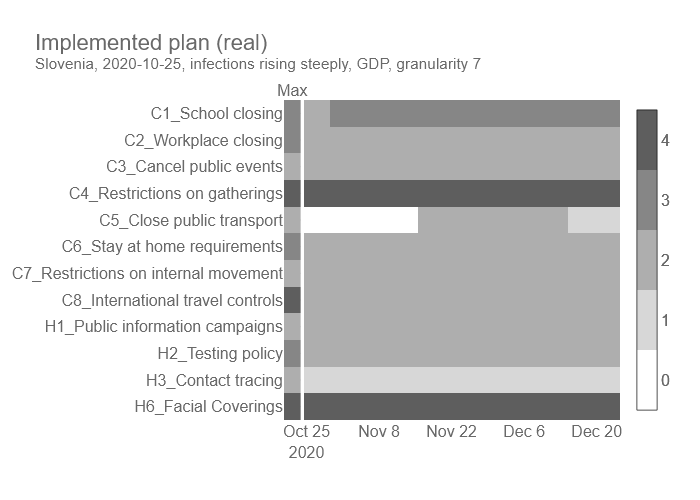 Implemented plan (real)
Slovenia, 2020-10-25, infections rising steeply, GDP, granularity 7
Max
C1_School closing
C2_Workplace closing
C3_Cancel public events
C4_Restrictions on gatherings
C5_Close public transport
C6_Stay at home requirements
C7_Restrictions on internal movement
C8_International travel controls
H1_Public information campaigns
H2_Testing policy
H3_Contact tracing
H6_Facial Coverings
4
3
2
1
0
Oct 25 Nov 8 Nov 22 Dec 6 Dec 20
2020